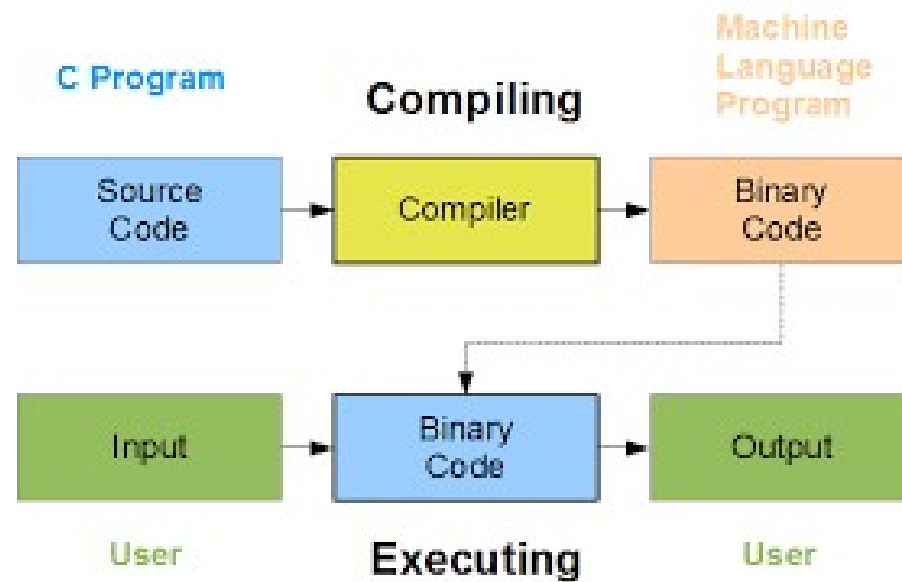 C Program
Compiling
Machine
Language
Program
Source
Code
Compiler
Binary
Code
Input
Binary
Code
Output
User
Executing
User